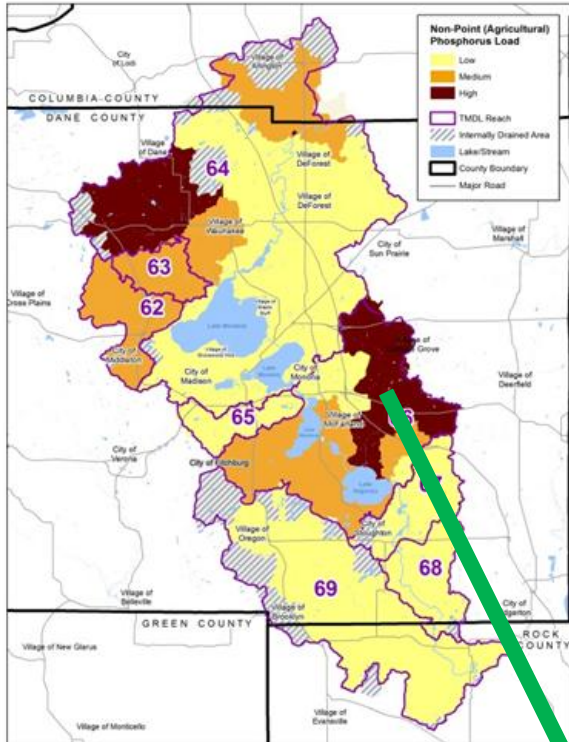 Non-Point (Agricultural)
Phosphorus Load
Low
Medium
High
TMDL Reach
Internally Drained Area
Lake/Stream
County Boundary
Major Road
City
of Lodi
Village of
Arlington
COLUMBIA COUNTY
DANE COUNTY
Village
of Dane
64
Village of
DeForest
Village of
DeForest
Village of
Waunakee
City of
Sun Prairie
Village of
Marshall
63
62
Village of
Cross Plains
City of
Middleton
City of
Madison
City of
Monona
Grove
Village of
Deerfield
65
Village of
McFarland
City of
Verona
City of Fitchburg
City of
Stoughton
Village of
Oregon
68
69
Village of
Belleville
Village of
Brooklyn
City of
GREEN COUNTY
ROCK
COUNTY
Village of New Glarus
Village of
Evansville
Village of Monticello